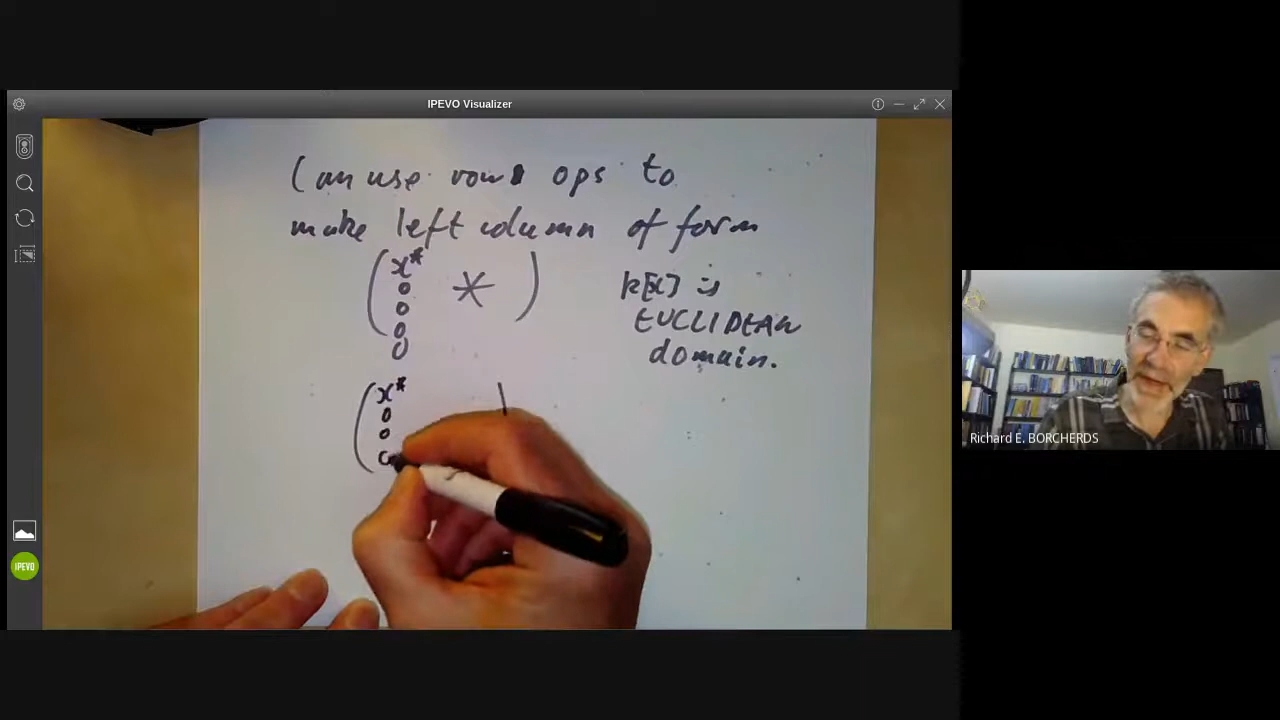 IPEVO Visualizer
Can use row ops to
make left column of form
( x* * )
0
0
0
0
k[x] is
EUCLIDEAN
domain.
( x*
0
0
Richard E. BORCHERDS
IPEVO